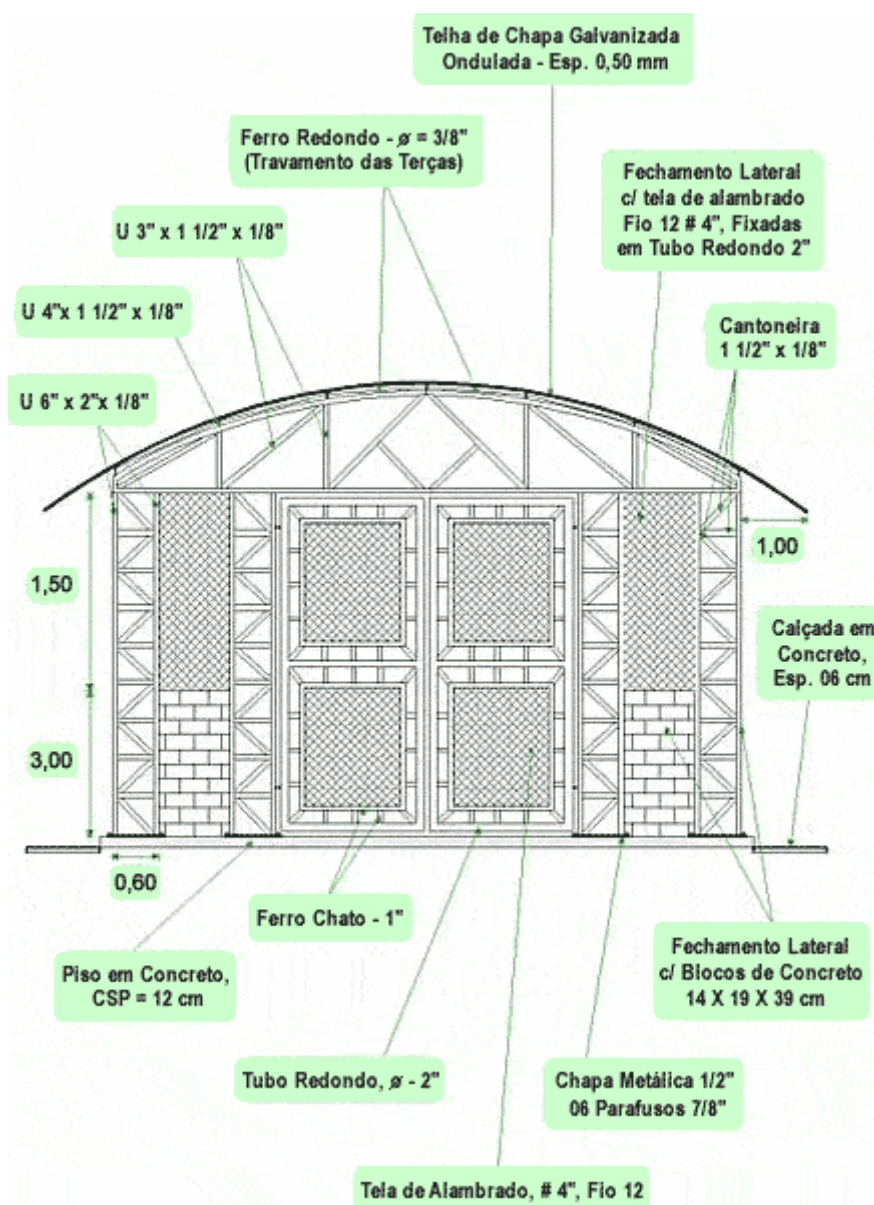 Telha de Chapa Galvanizada
Ondulada - Esp. 0,50 mm
Ferro Redondo - ø = 3/8"
(Travamento das Terças)
Fechamento Lateral
c/ tela de alambrado
Fio 12 # 4", Fixadas
em Tubo Redondo 2"
U 3" x 1 1/2" x 1/8"
U 4"x 1 1/2" x 1/8"
Cantoneira
1 1/2" x 1/8"
U 6" x 2"x 1/8"
1,00
1,50
Calçada em
Concreto,
Esp. 06 cm
3,00
0,60
Ferro Chato - 1"
Piso em Concreto,
CSP = 12 cm
Fechamento Lateral
c/ Blocos de Concreto
14 X 19 X 39 cm
Tubo Redondo, ø - 2"
Chapa Metálica 1/2"
06 Parafusos 7/8"
Tela de Alambrado, # 4", Fio 12